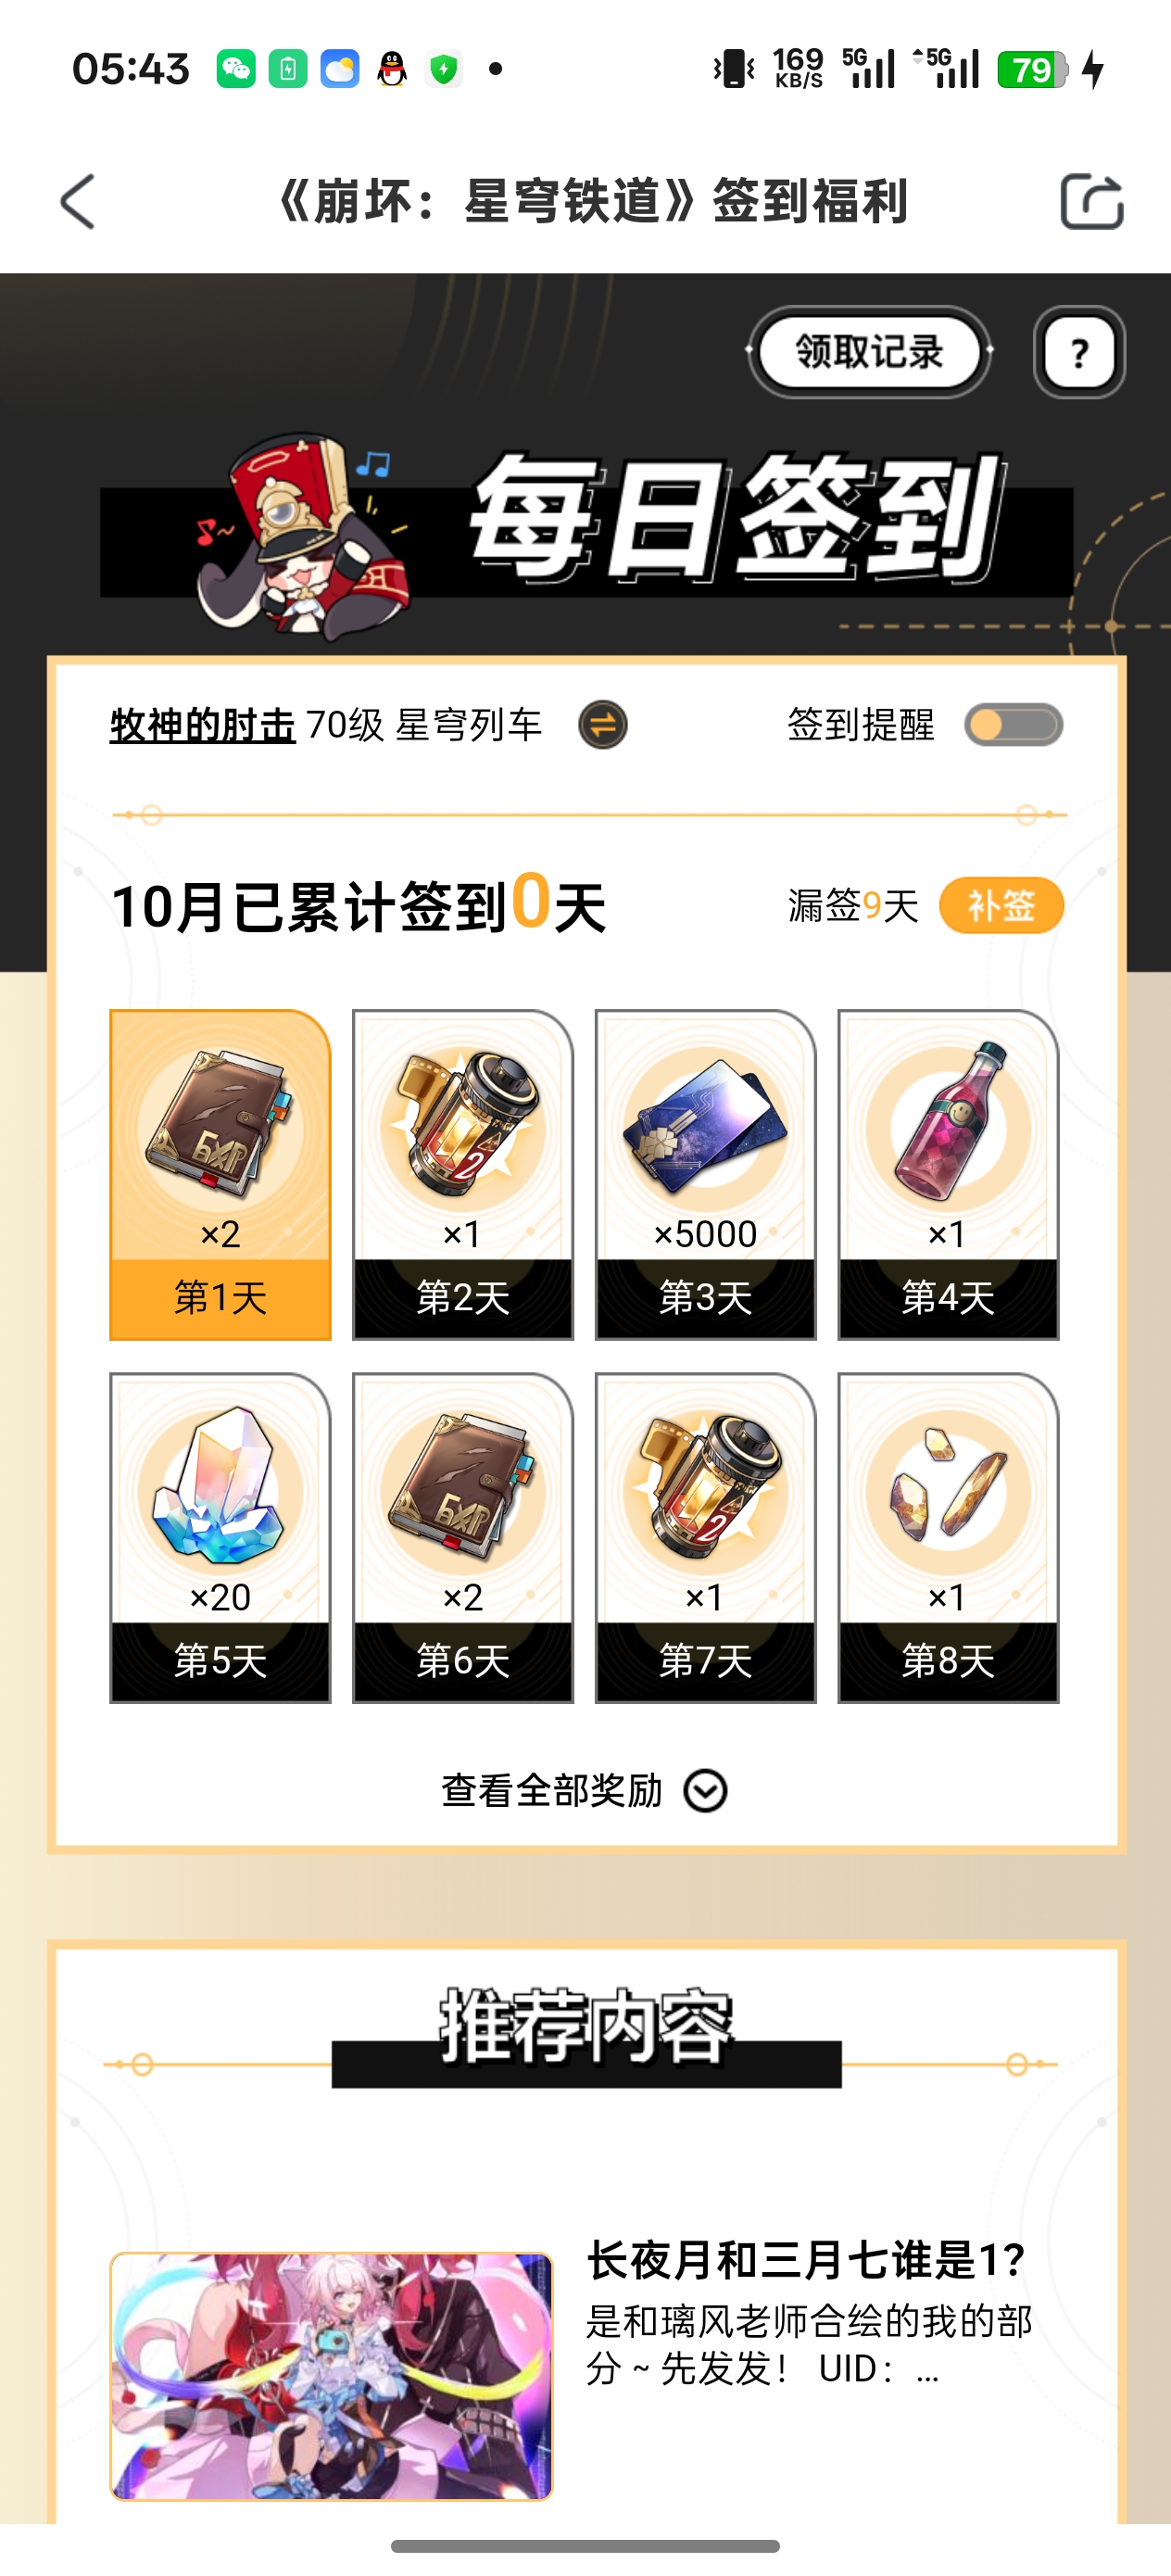 05:43 169 KB/S 5G 5G 79
《崩坏：星穹铁道》签到福利
领取记录 ?
每日签到
牧神的肘击 70级 星穹列车 签到提醒
10月已累计签到0天 漏签9天 补签
×2 ×1 ×5000 ×1
第1天 第2天 第3天 第4天
×20 ×2 ×1 ×1
第5天 第6天 第7天 第8天
查看全部奖励
推荐内容
长夜月和三月七谁是1?
是和璃风老师合绘的我的部
分 ~ 先发发！ UID：...